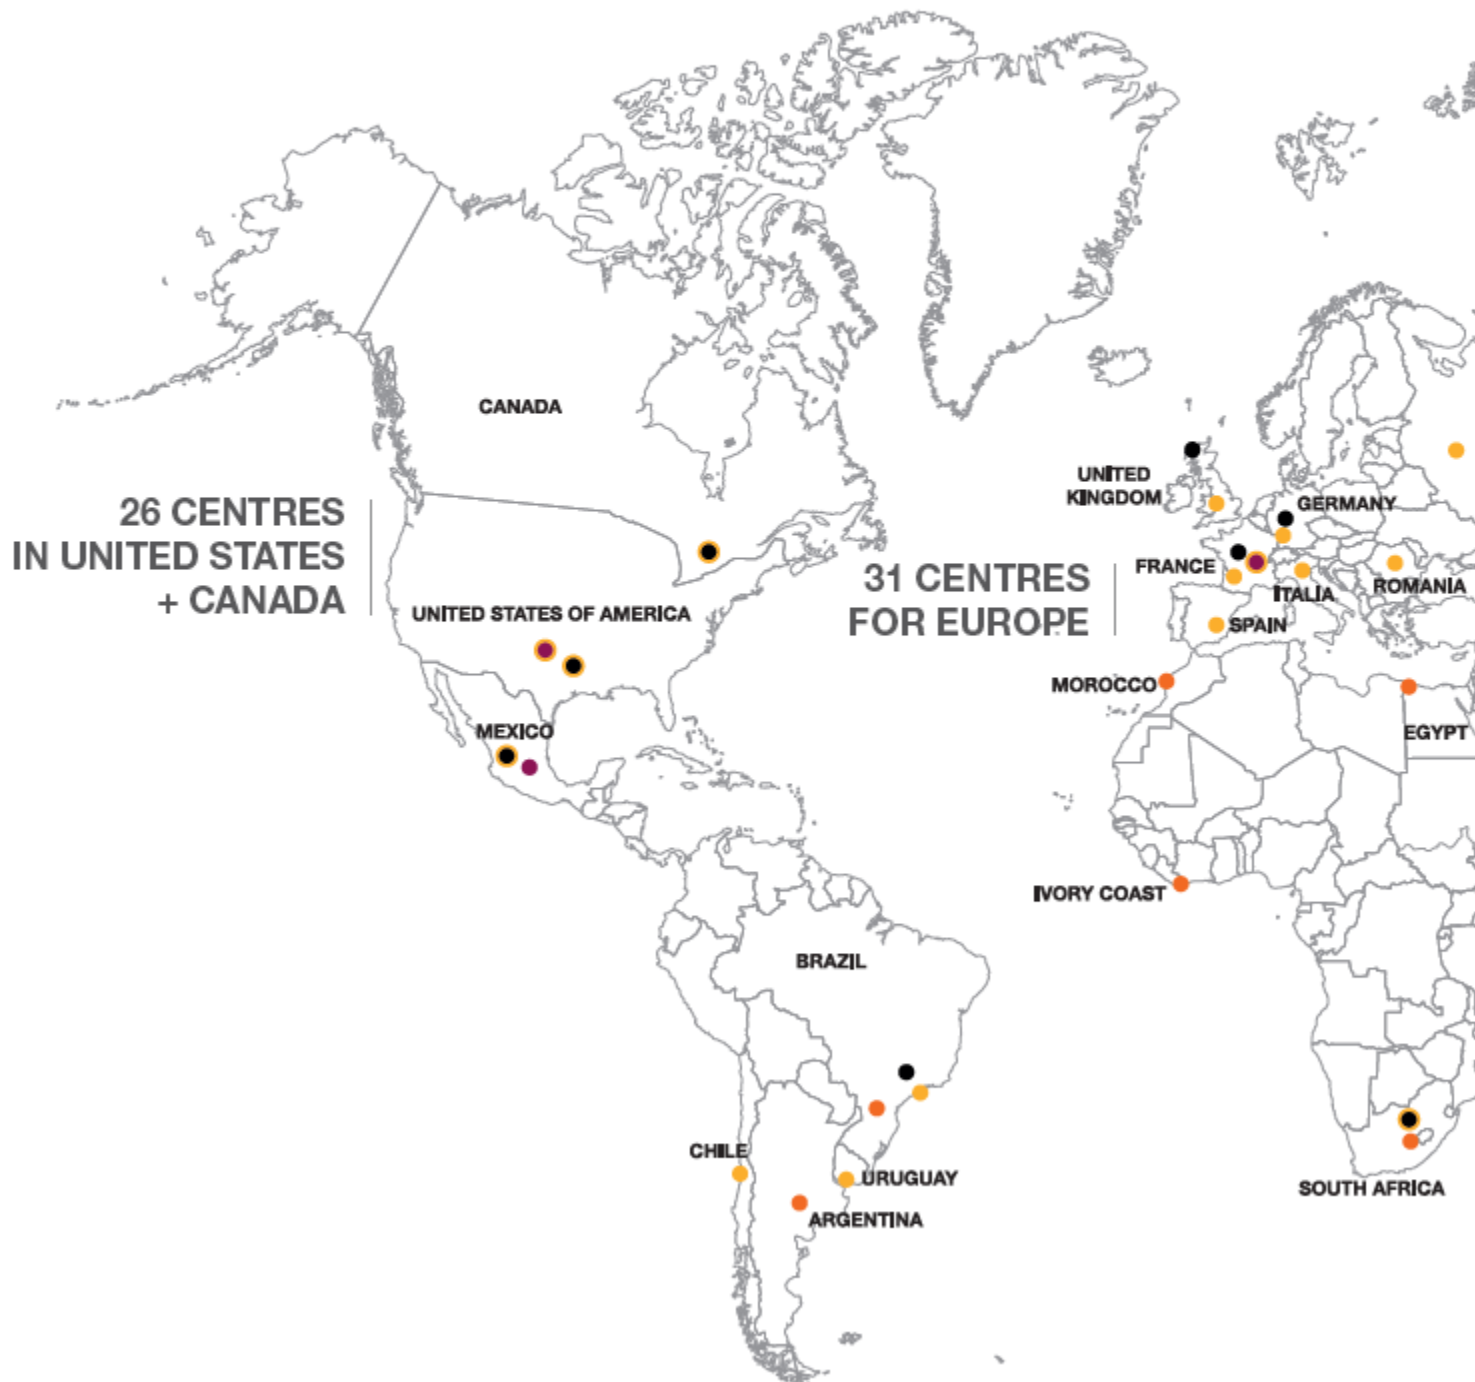 CANADA
26 CENTRES
IN UNITED STATES
+ CANADA
UNITED STATES OF AMERICA
MEXICO
UNITED
KINGDOM
GERMANY
31 CENTRES
FOR EUROPE
FRANCE
ITALIA
ROMANIA
SPAIN
MOROCCO
EGYPT
IVORY COAST
BRAZIL
CHILE
URUGUAY
ARGENTINA
SOUTH AFRICA